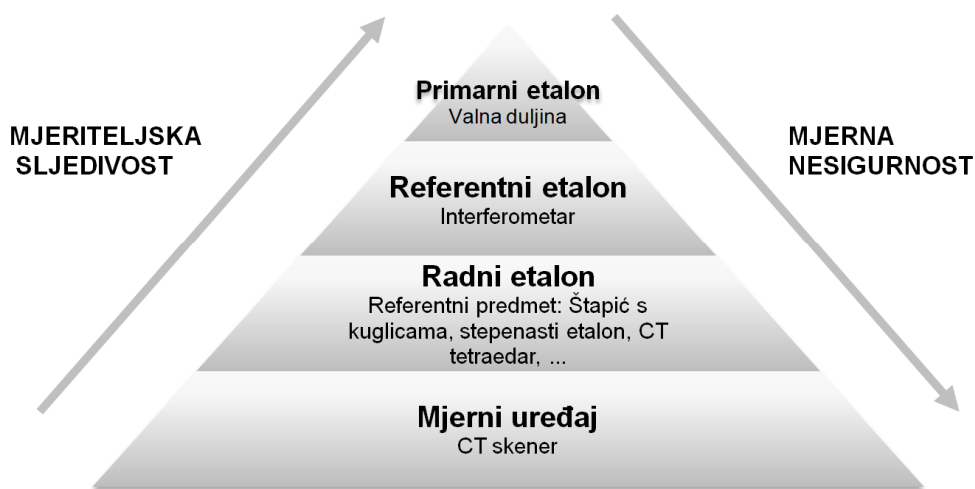 Primarni etalon
Valna duljina
MJERITELJSKA
SLJEDIVOST
MJERNA
NESIGURNOST
Referentni etalon
Interferometar
Radni etalon
Referentni predmet: Štapić s
kuglicama, stepenasti etalon, CT
tetraedar, ...
Mjerni uređaj
CT skener